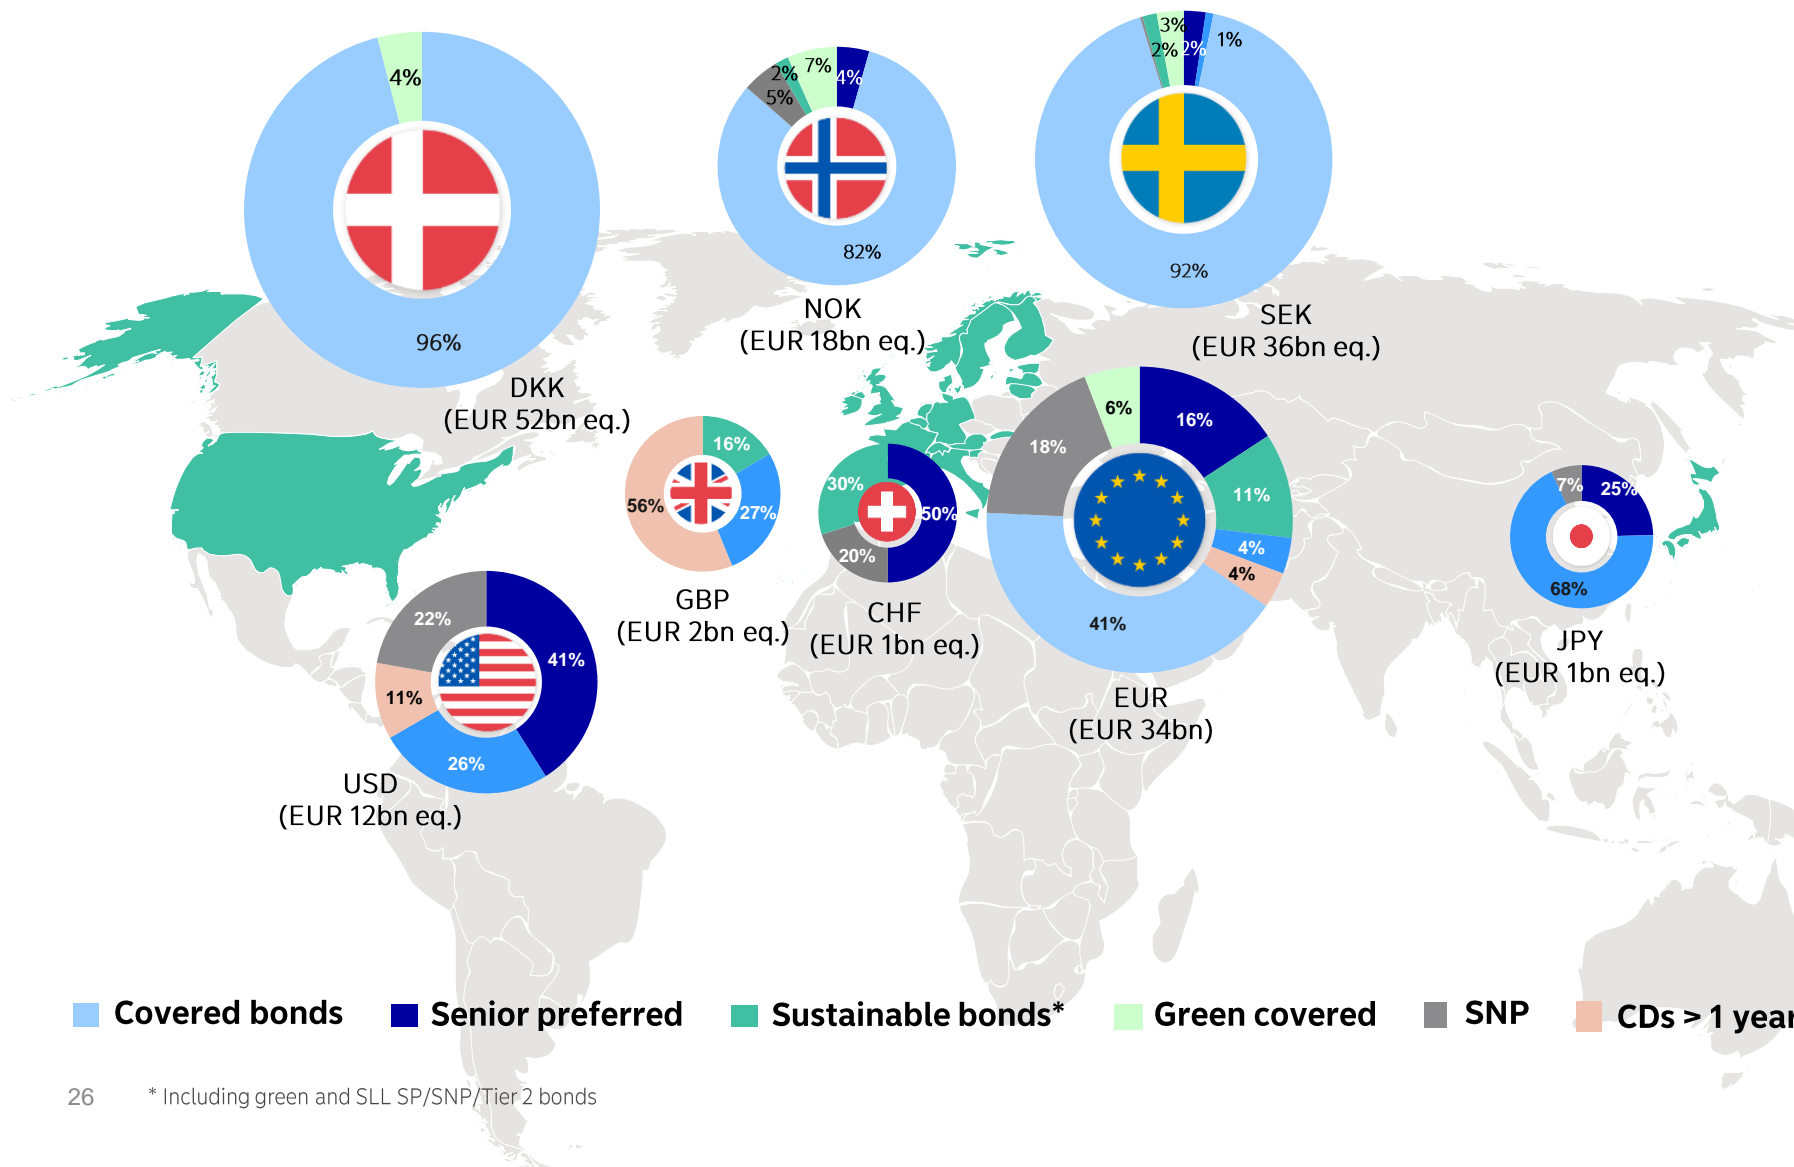 4%
96%
DKK
(EUR 52bn eq.)
7%
4%
2%
5%
82%
NOK
(EUR 18bn eq.)
3%
2%
2%
1%
92%
SEK
(EUR 36bn eq.)
16%
56%
27%
GBP
(EUR 2bn eq.)
30%
50%
20%
CHF
(EUR 1bn eq.)
6%
16%
18%
11%
4%
4%
41%
EUR
(EUR 34bn)
7%
25%
68%
JPY
(EUR 1bn eq.)
22%
41%
11%
26%
USD
(EUR 12bn eq.)
Covered bonds
Senior preferred
Sustainable bonds*
Green covered
SNP
CDs > 1 year
26
* Including green and SLL SP/SNP/Tier 2 bonds